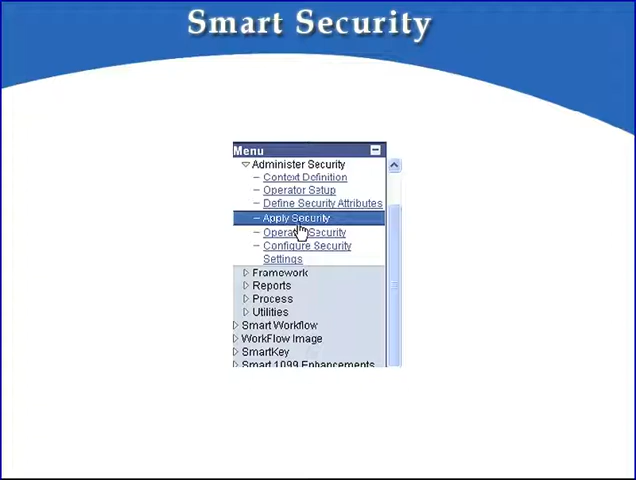 Smart Security
Menu
Administer Security
Context Definition
Operator Setup
Define Security Attributes
Apply Security
Operator Security
Configure Security
Settings
Framework
Reports
Process
Utilities
Smart Workflow
WorkFlow Image
SmartKey
Smart 1099 Enhancements